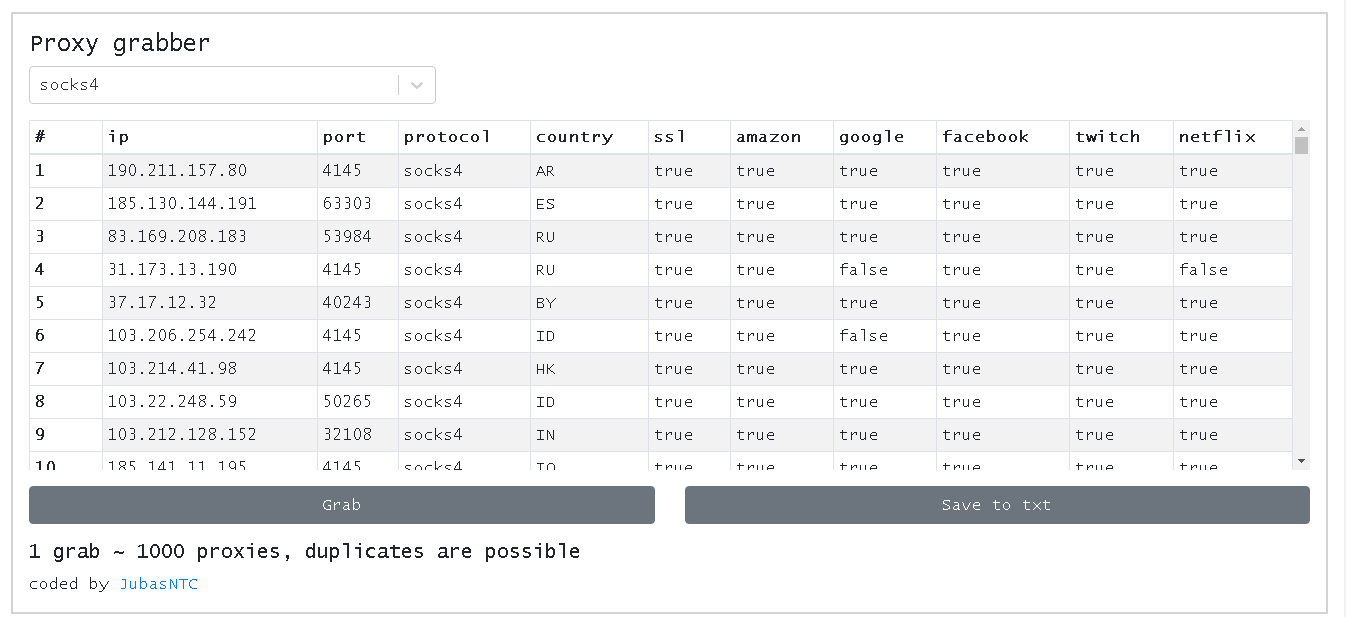 Proxy grabber
socks4
# ip port protocol country ssl amazon google facebook twitch netflix
1 190.211.157.80 4145 socks4 AR true true true true true true
2 185.130.144.191 63303 socks4 ES true true true true true true
3 83.169.208.183 53984 socks4 RU true true true true true true
4 31.173.13.190 4145 socks4 RU true true false true true false
5 37.17.12.32 40243 socks4 BY true true true true true true
6 103.206.254.242 4145 socks4 ID true true false true true true
7 103.214.41.98 4145 socks4 HK true true true true true true
8 103.22.248.59 50265 socks4 ID true true true true true true
9 103.212.128.152 32108 socks4 IN true true true true true true
10 185.141.11.195 4145 socks4 true true true true true true
Grab Save to txt
1 grab ~ 1000 proxies, duplicates are possible
coded by JubasNTC